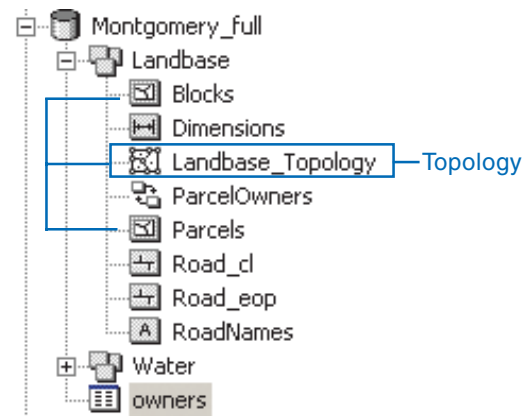 Montgomery_full
Landbase
Blocks
Dimensions
Landbase_Topology Topology
ParcelOwners
Parcels
Road_cl
Road_eop
A RoadNames
Water
owners